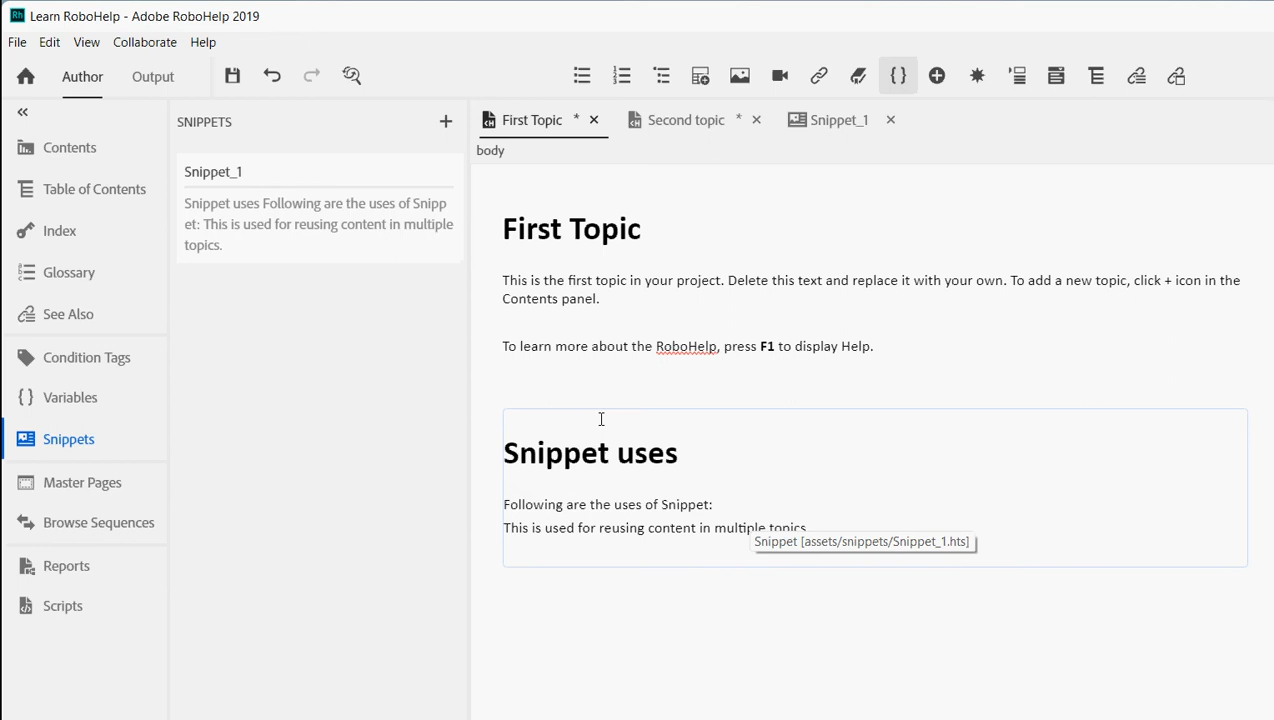 Rh Learn RoboHelp - Adobe RoboHelp 2019
File Edit View Collaborate Help
Author Output
Contents
Table of Contents
Index
Glossary
See Also
Condition Tags
Variables
Snippets
Master Pages
Browse Sequences
Reports
Scripts
SNIPPETS
Snippet_1
Snippet uses Following are the uses of Snipp
et: This is used for reusing content in multiple
topics.
First Topic * Second topic * Snippet_1
body
First Topic
This is the first topic in your project. Delete this text and replace it with your own. To add a new topic, click + icon in the
Contents panel.
To learn more about the RoboHelp, press F1 to display Help.
Snippet uses
Following are the uses of Snippet:
This is used for reusing content in multiple topics.
Snippet [assets/snippets/Snippet_1.hts]